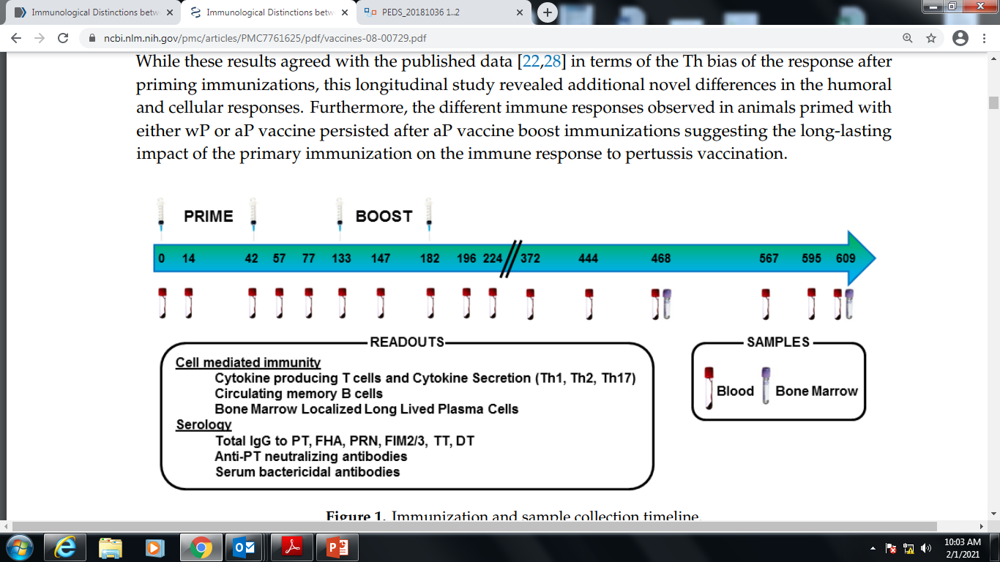 Immunological Distinctions betw
Immunological Distinctions betw
PEDS_20181036 1..2
ncbi.nlm.nih.gov/pmc/articles/PMC7761625/pdf/vaccines-08-00729.pdf
While these results agreed with the published data [22,28] in terms of the Th bias of the response after
priming immunizations, this longitudinal study revealed additional novel differences in the humoral
and cellular responses. Furthermore, the different immune responses observed in animals primed with
either wP or aP vaccine persisted after aP vaccine boost immunizations suggesting the long-lasting
impact of the primary immunization on the immune response to pertussis vaccination.
PRIME BOOST
0 14 42 57 77 133 147 182 196 224 372 444 468 567 595 609
READOUTS
Cell mediated immunity
Cytokine producing T cells and Cytokine Secretion (Th1, Th2, Th17)
Circulating memory B cells
Bone Marrow Localized Long Lived Plasma Cells
Serology
Total IgG to PT, FHA, PRN, FIM2/3, TT, DT
Anti-PT neutralizing antibodies
Serum bactericidal antibodies
SAMPLES
Blood Bone Marrow
Figure 1. Immunization and sample collection timeline.
10:03 AM
2/1/2021